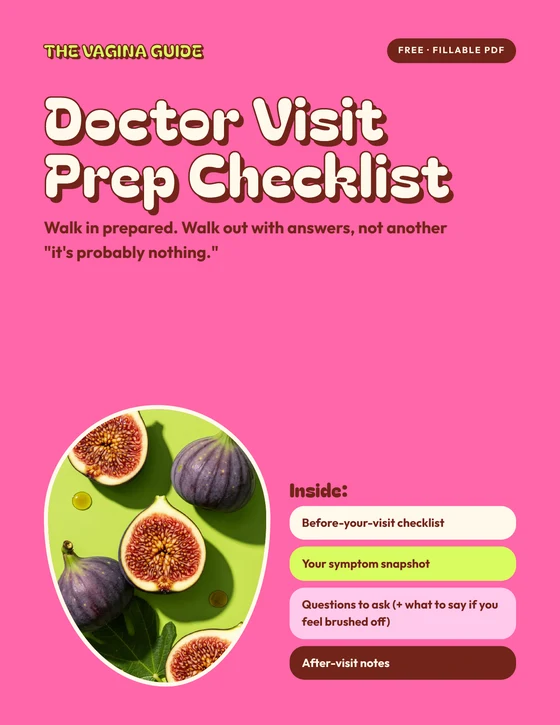 THE VAGINA GUIDE
FREE · FILLABLE PDF
Doctor Visit
Prep Checklist
Walk in prepared. Walk out with answers, not another
"it's probably nothing."
Inside:
Before-your-visit checklist
Your symptom snapshot
Questions to ask (+ what to say if you
feel brushed off)
After-visit notes